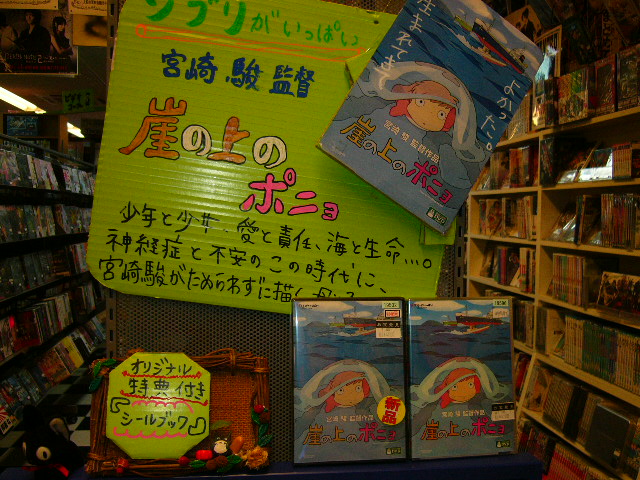 ジブリがいっぱい
宮崎 駿 監督
崖の上の
ポニョ
少年と少女、愛と責任、海と生命…。
神経症と不安のこの時代に、
宮崎駿がためらわずに描く
生まれてきて
よかった。
宮崎 駿 監督作品
崖の上のポニョ
オリジナル
特典付き
『シールブック』
新品
宮崎 駿 監督作品
崖の上のポニョ
宮崎 駿 監督作品
崖の上のポニョ